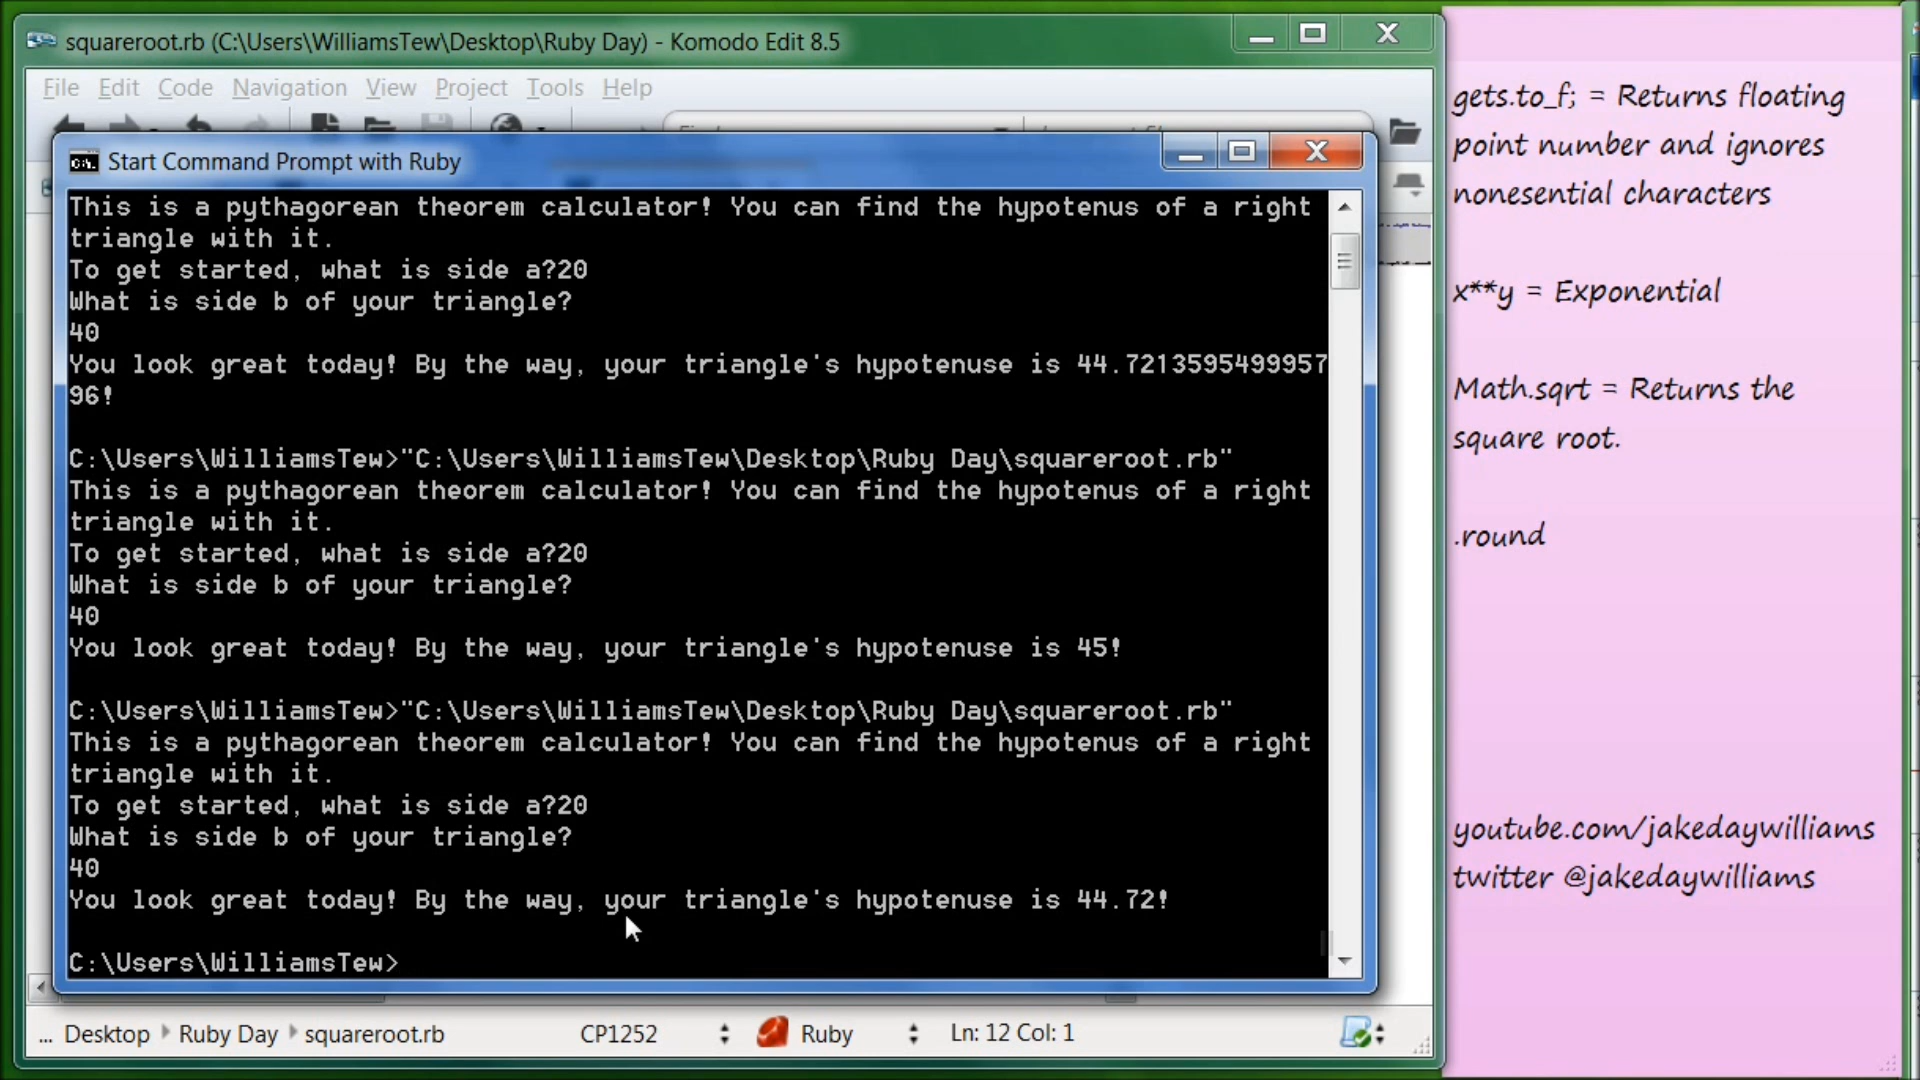 squareroot.rb (C:\Users\WilliamsTew\Desktop\Ruby Day) - Komodo Edit 8.5
File Edit Code Navigation View Project Tools Help
Start Command Prompt with Ruby
This is a pythagorean theorem calculator! You can find the hypotenus of a right
triangle with it.
To get started, what is side a?20
What is side b of your triangle?
40
You look great today! By the way, your triangle's hypotenuse is 44.7213595499957
96!
C:\Users\WilliamsTew>"C:\Users\WilliamsTew\Desktop\Ruby Day\squareroot.rb"
This is a pythagorean theorem calculator! You can find the hypotenus of a right
triangle with it.
To get started, what is side a?20
What is side b of your triangle?
40
You look great today! By the way, your triangle's hypotenuse is 45!
C:\Users\WilliamsTew>"C:\Users\WilliamsTew\Desktop\Ruby Day\squareroot.rb"
This is a pythagorean theorem calculator! You can find the hypotenus of a right
triangle with it.
To get started, what is side a?20
What is side b of your triangle?
40
You look great today! By the way, your triangle's hypotenuse is 44.72!
C:\Users\WilliamsTew>
... Desktop Ruby Day squareroot.rb CP1252 Ruby Ln: 12 Col: 1
gets.to_f; = Returns floating
point number and ignores
nonesential characters
x**y = Exponential
Math.sqrt = Returns the
square root.
.round
youtube.com/jakedaywilliams
twitter @jakedaywilliams